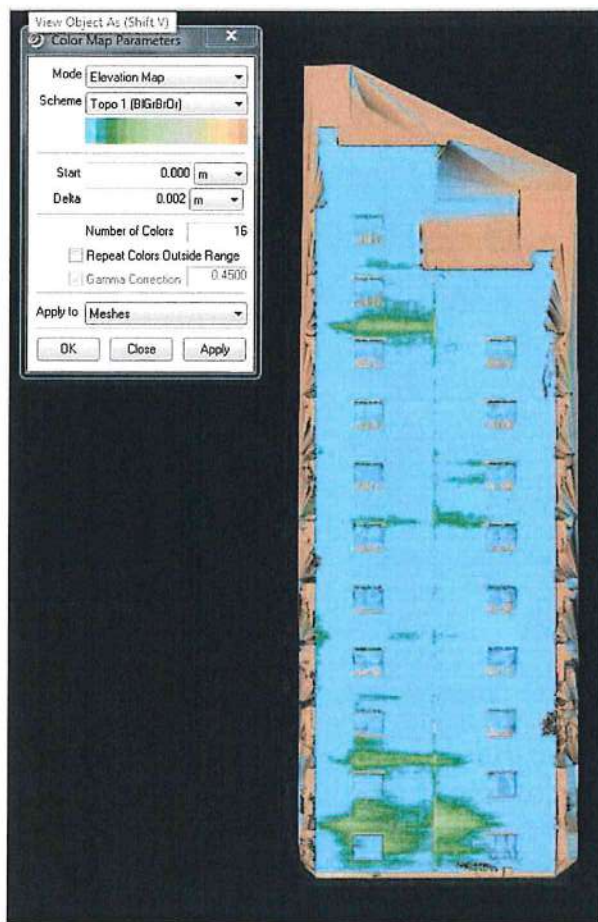 View Object As (Shift V)
Color Map Parameters
Mode Elevation Map
Scheme Topo 1 (BlGrBrOr)
Start 0.000 m
Delta 0.002 m
Number of Colors 16
Repeat Colors Outside Range
Gamma Correction 0.4500
Apply to Meshes
OK Close Apply